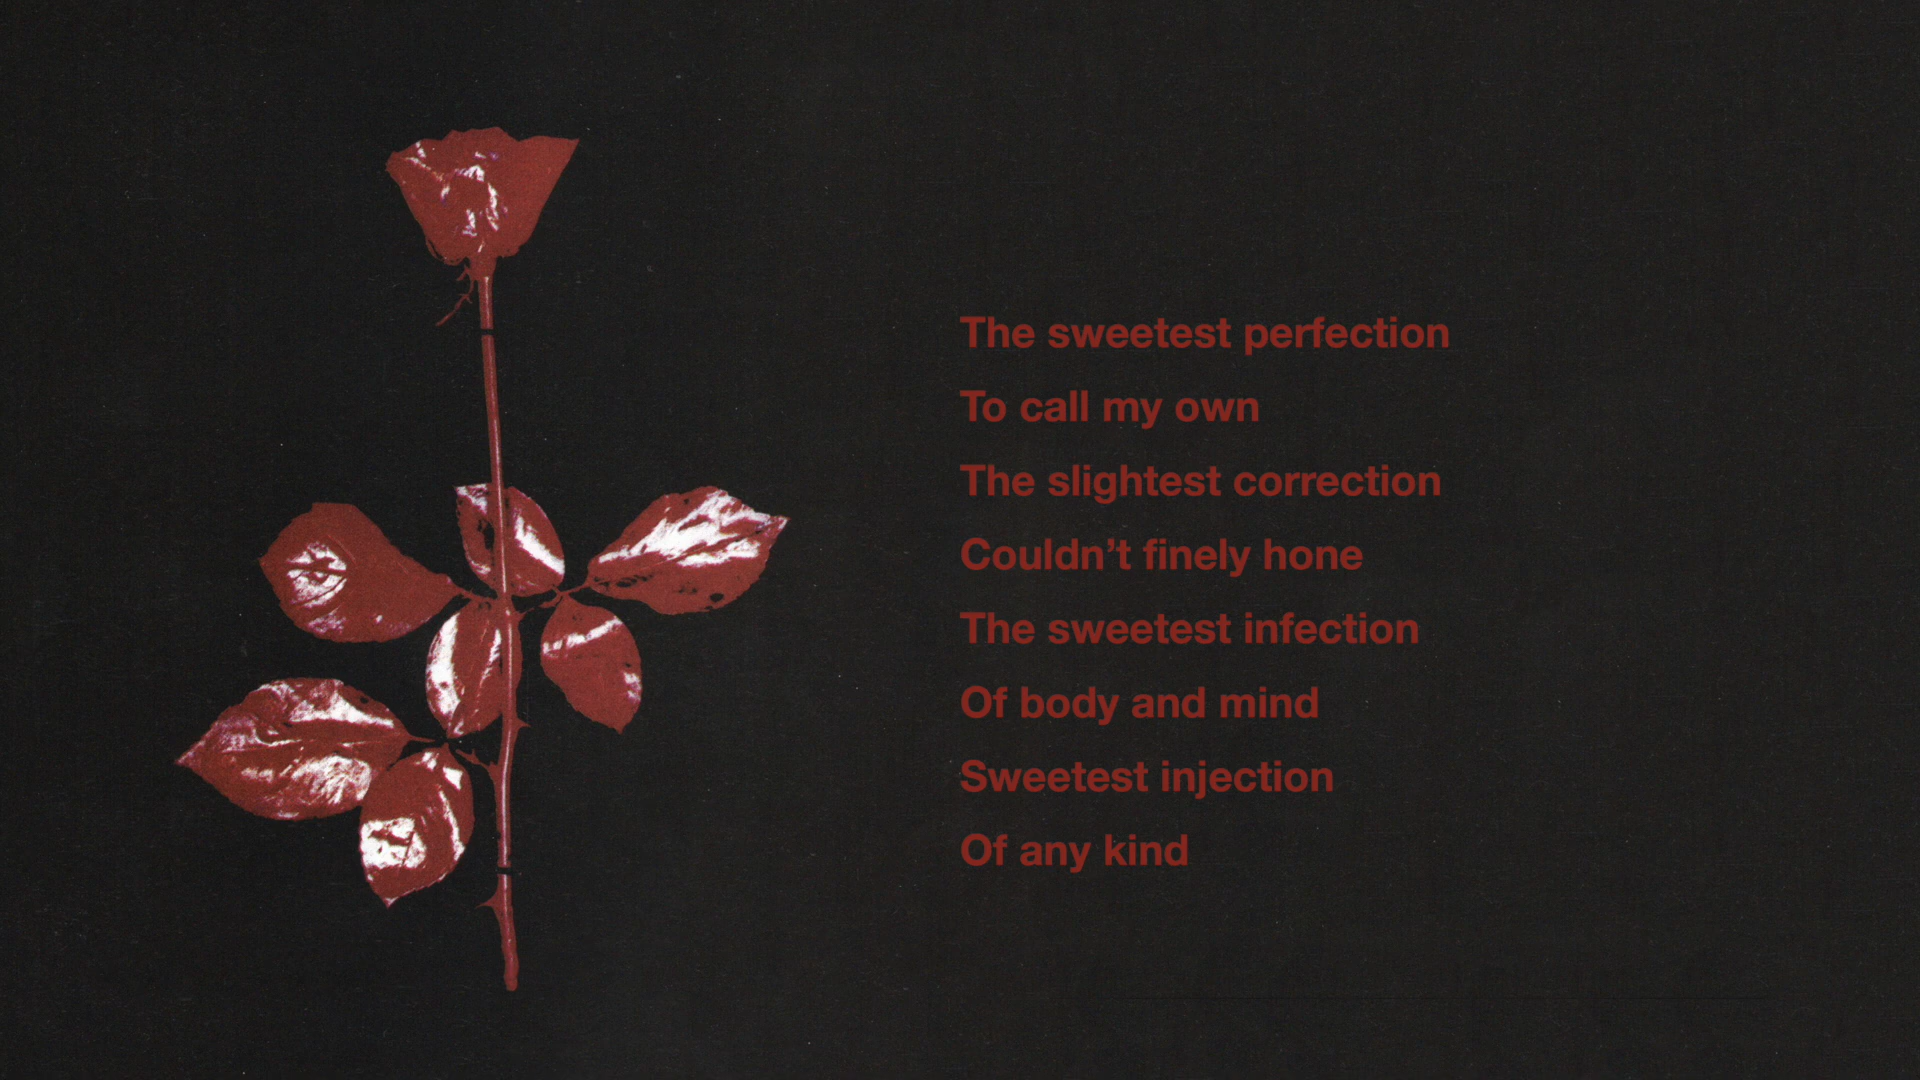 The sweetest perfection
To call my own
The slightest correction
Couldn’t finely hone
The sweetest infection
Of body and mind
Sweetest injection
Of any kind